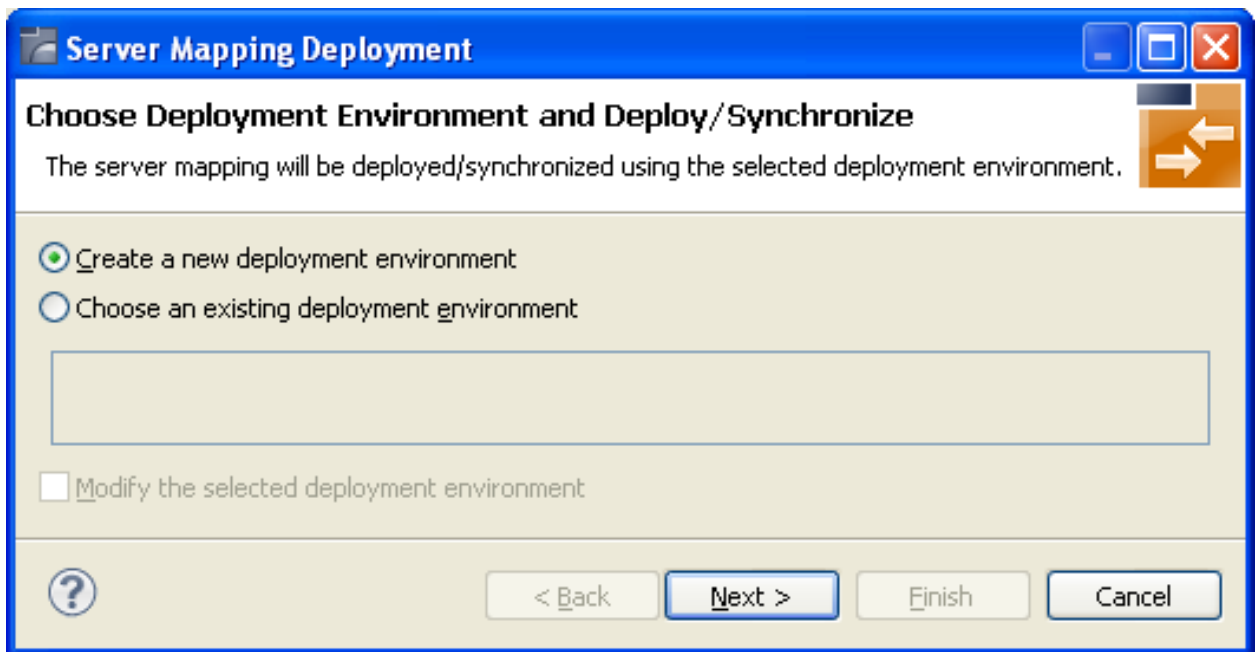 Server Mapping Deployment
Choose Deployment Environment and Deploy/Synchronize
The server mapping will be deployed/synchronized using the selected deployment environment.
Create a new deployment environment
Choose an existing deployment environment
Modify the selected deployment environment
? < Back Next > Finish Cancel